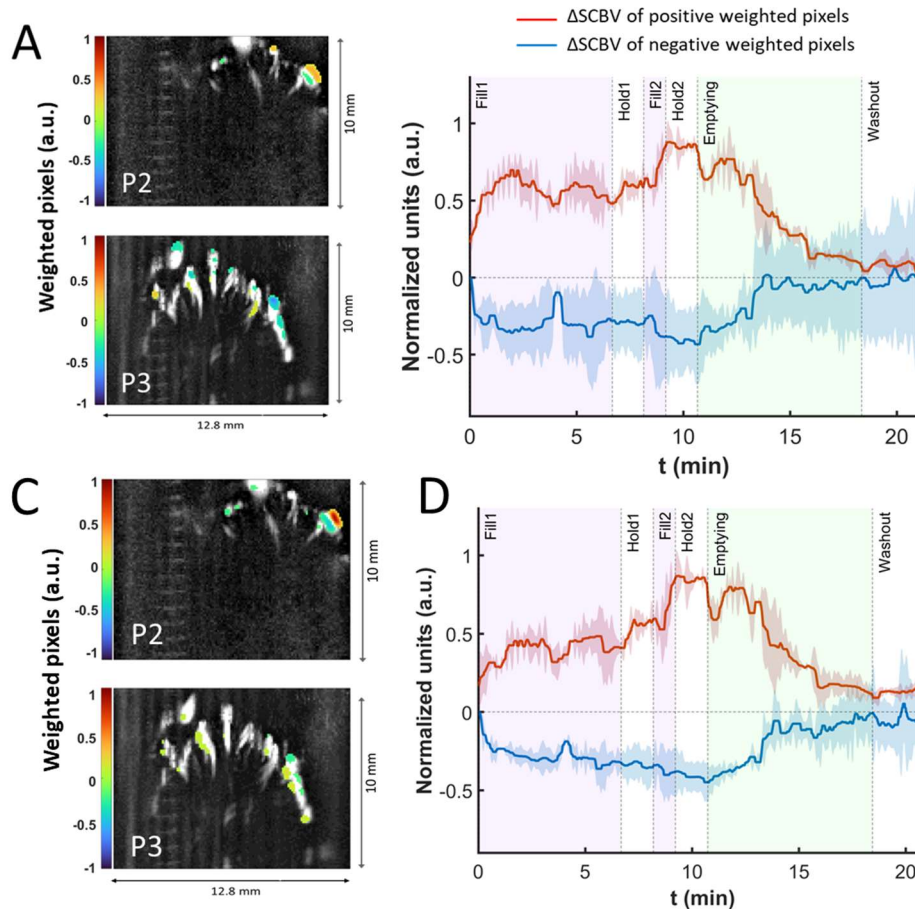 ΔSCBV of positive weighted pixels
ΔSCBV of negative weighted pixels
A
Weighted pixels (a.u.)
1
0.5
0
-0.5
-1
P2
10 mm
1
0.5
0
-0.5
-1
P3
10 mm
12.8 mm
Normalized units (a.u.)
1
0.5
0
-0.5
Fill1
Hold1
Fill2
Hold2
Emptying
Washout
0
5
10
15
20
t (min)
C
Weighted pixels (a.u.)
1
0.5
0
-0.5
-1
P2
10 mm
1
0.5
0
-0.5
-1
P3
10 mm
12.8 mm
D
Normalized units (a.u.)
1
0.5
0
-0.5
Fill1
Hold1
Fill2
Hold2
Emptying
Washout
0
5
10
15
20
t (min)